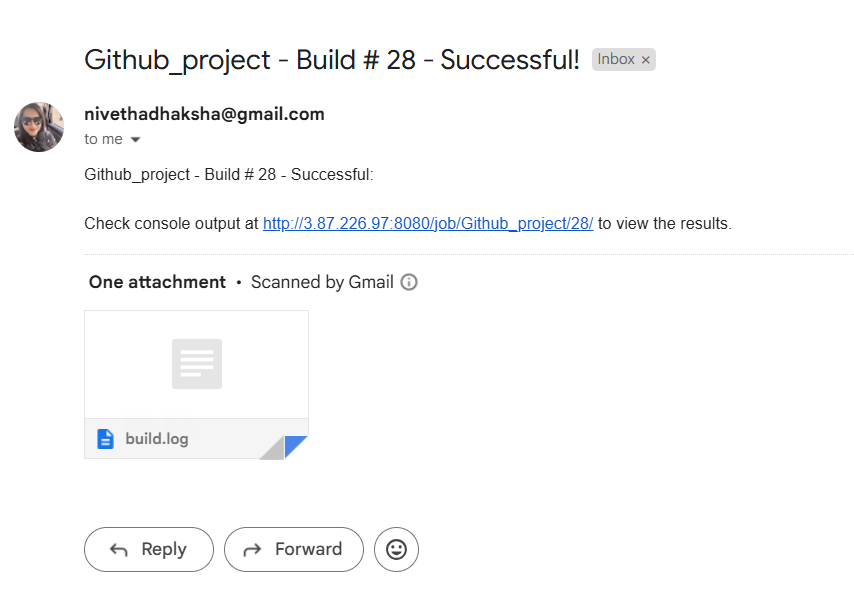 Github_project - Build # 28 - Successful! Inbox ×
nivethadhaksha@gmail.com
to me
Github_project - Build # 28 - Successful:
Check console output at http://3.87.226.97:8080/job/Github_project/28/ to view the results.
One attachment • Scanned by Gmail
build.log
Reply Forward